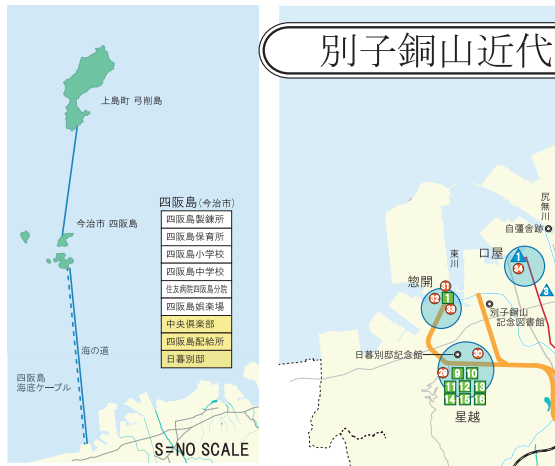 別子銅山近代
上島町 弓削島
四阪島(今治市)
四阪島製錬所
四阪島保育所
四阪島小学校
四阪島中学校
住友病院四阪島分院
四阪島娯楽場
中央倶楽部
四阪島配給所
日暮別邸
今治市 四阪島
海の道
四阪島
海底ケーブル
S=NO SCALE
尻無川
自彊舎跡
口屋
1
3
東川
惣開
1
別子銅山
記念図書館
日暮別邸記念館
9 10
11 12 13
14 15 16
星越